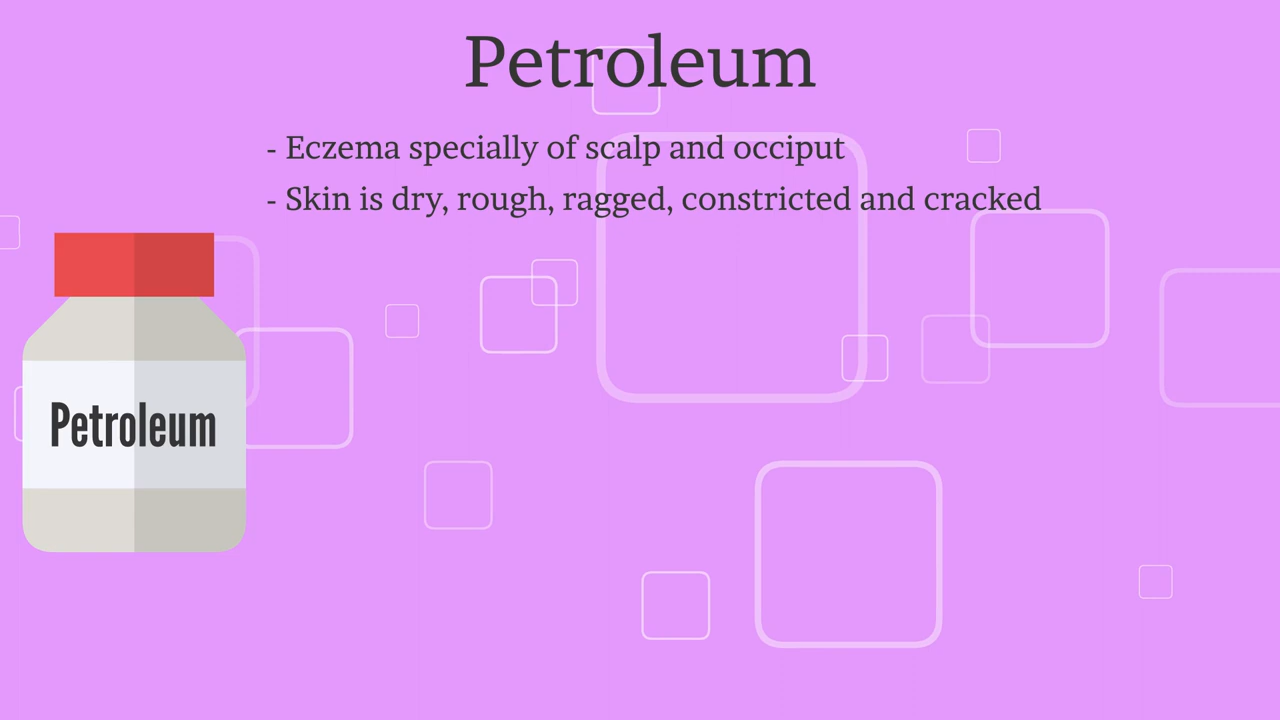 Petroleum
- Eczema specially of scalp and occiput
- Skin is dry, rough, ragged, constricted and cracked
Petroleum